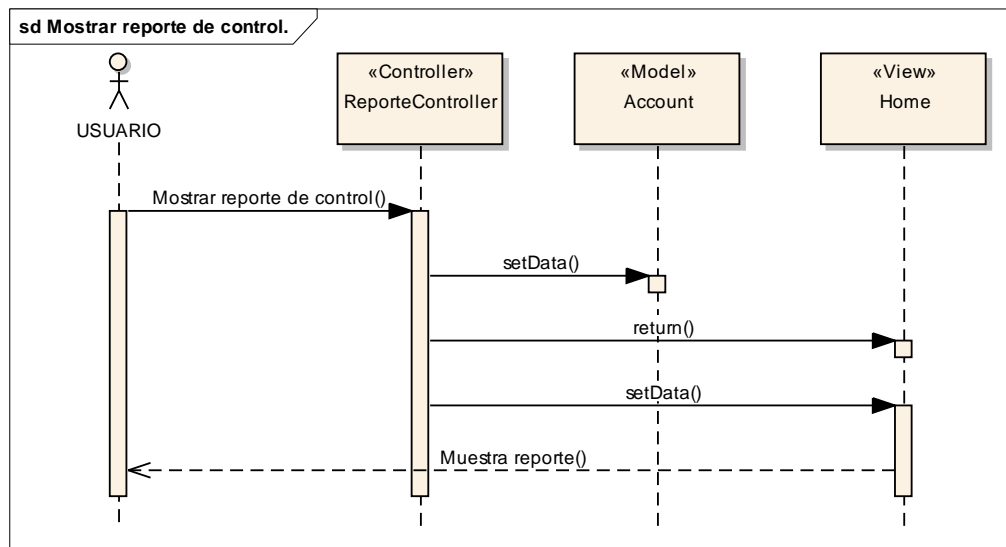 sd Mostrar reporte de control.
USUARIO
«Controller»
ReporteController
«Model»
Account
«View»
Home
Mostrar reporte de control()
setData()
return()
setData()
Muestra reporte()